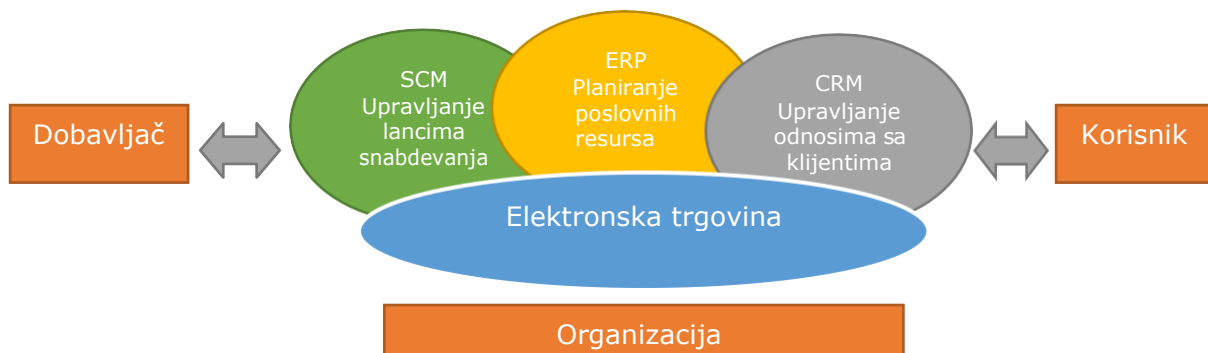 Dobavljač
SCM
Upravljanje
lancima
snabdevanja
ERP
Planiranje
poslovnih
resursa
CRM
Upravljanje
odnosima sa
klijentima
Korisnik
Elektronska trgovina
Organizacija